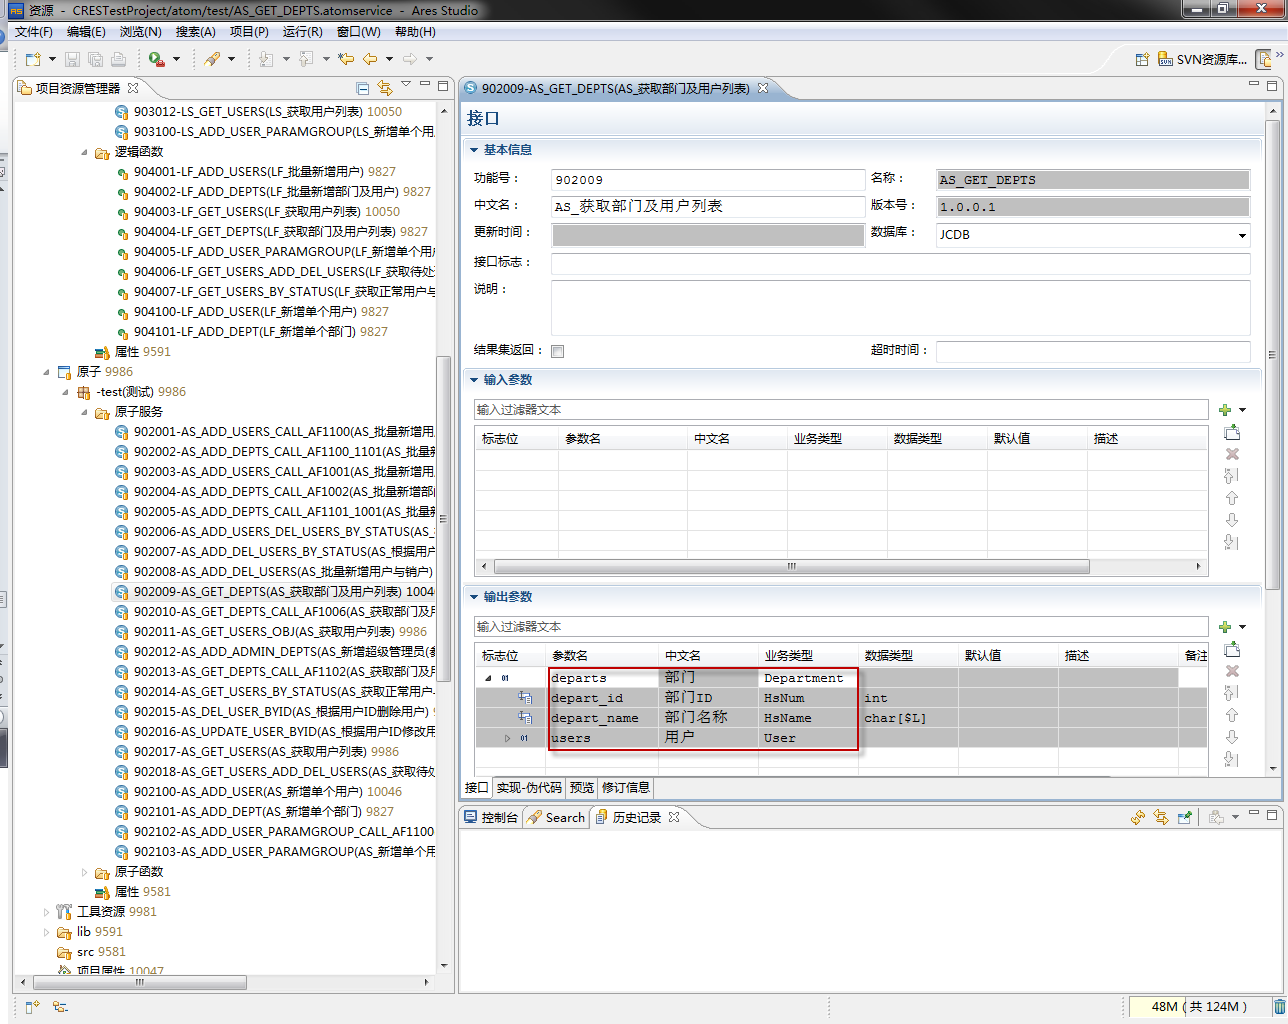 资源 - CRESTestProject/atom/test/AS_GET_DEPTS.atomservice - Ares Studio
文件(F) 编辑(E) 浏览(N) 搜索(A) 项目(P) 运行(R) 窗口(W) 帮助(H)
SVN资源库...
项目资源管理器
903012-LS_GET_USERS(LS_获取用户列表) 10050
903100-LS_ADD_USER_PARAMGROUP(LS_新增单个用
逻辑函数
904001-LF_ADD_USERS(LF_批量新增用户) 9827
904002-LF_ADD_DEPTS(LF_批量新增部门及用户) 9827
904003-LF_GET_USERS(LF_获取用户列表) 10050
904004-LF_GET_DEPTS(LF_获取部门及用户列表) 9827
904005-LF_ADD_USER_PARAMGROUP(LF_新增单个用户
904006-LF_GET_USERS_ADD_DEL_USERS(LF_获取待处
904007-LF_GET_USERS_BY_STATUS(LF_获取正常用户与
904100-LF_ADD_USER(LF_新增单个用户) 9827
904101-LF_ADD_DEPT(LF_新增单个部门) 9827
属性 9591
原子 9986
-test(测试) 9986
原子服务
902001-AS_ADD_USERS_CALL_AF1100(AS_批量新增用
902002-AS_ADD_DEPTS_CALL_AF1100_1101(AS_批量新
902003-AS_ADD_USERS_CALL_AF1001(AS_批量新增用
902004-AS_ADD_DEPTS_CALL_AF1002(AS_批量新增部
902005-AS_ADD_DEPTS_CALL_AF1101_1001(AS_批量新
902006-AS_ADD_USERS_DEL_USERS_BY_STATUS(AS_
902007-AS_ADD_DEL_USERS_BY_STATUS(AS_根据用户
902008-AS_ADD_DEL_USERS(AS_批量新增用户与销户)
902009-AS_GET_DEPTS(AS_获取部门及用户列表) 1004
902010-AS_GET_DEPTS_CALL_AF1006(AS_获取部门及用
902011-AS_GET_USERS_OBJ(AS_获取用户列表) 9986
902012-AS_ADD_ADMIN_DEPTS(AS_新增超级管理员(
902013-AS_GET_DEPTS_CALL_AF1102(AS_获取部门及
902014-AS_GET_USERS_BY_STATUS(AS_获取正常用户与
902015-AS_DEL_USER_BYID(AS_根据用户ID删除用户) 9
902016-AS_UPDATE_USER_BYID(AS_根据用户ID修改用
902017-AS_GET_USERS(AS_获取用户列表) 9986
902018-AS_GET_USERS_ADD_DEL_USERS(AS_获取待处
902100-AS_ADD_USER(AS_新增单个用户) 10046
902101-AS_ADD_DEPT(AS_新增单个部门) 9827
902102-AS_ADD_USER_PARAMGROUP_CALL_AF1100
902103-AS_ADD_USER_PARAMGROUP(AS_新增单个用
原子函数
属性 9581
工具资源 9981
lib 9591
src 9581
项目属性 10047
902009-AS_GET_DEPTS(AS_获取部门及用户列表)
接口
基本信息
功能号: 902009 名称: AS_GET_DEPTS
中文名: AS_获取部门及用户列表 版本号: 1.0.0.1
更新时间: 数据库: JCDB
接口标志:
说明:
结果集返回: 超时时间:
输入参数
输入过滤器文本
标志位 参数名 中文名 业务类型 数据类型 默认值 描述
输出参数
输入过滤器文本
标志位 参数名 中文名 业务类型 数据类型 默认值 描述 备注
01 departs 部门 Department
depart_id 部门ID HsNum int
depart_name 部门名称 HsName char[$L]
01 users 用户 User
接口 实现-伪代码 预览 修订信息
控制台 Search 历史记录
48M (共 124M)